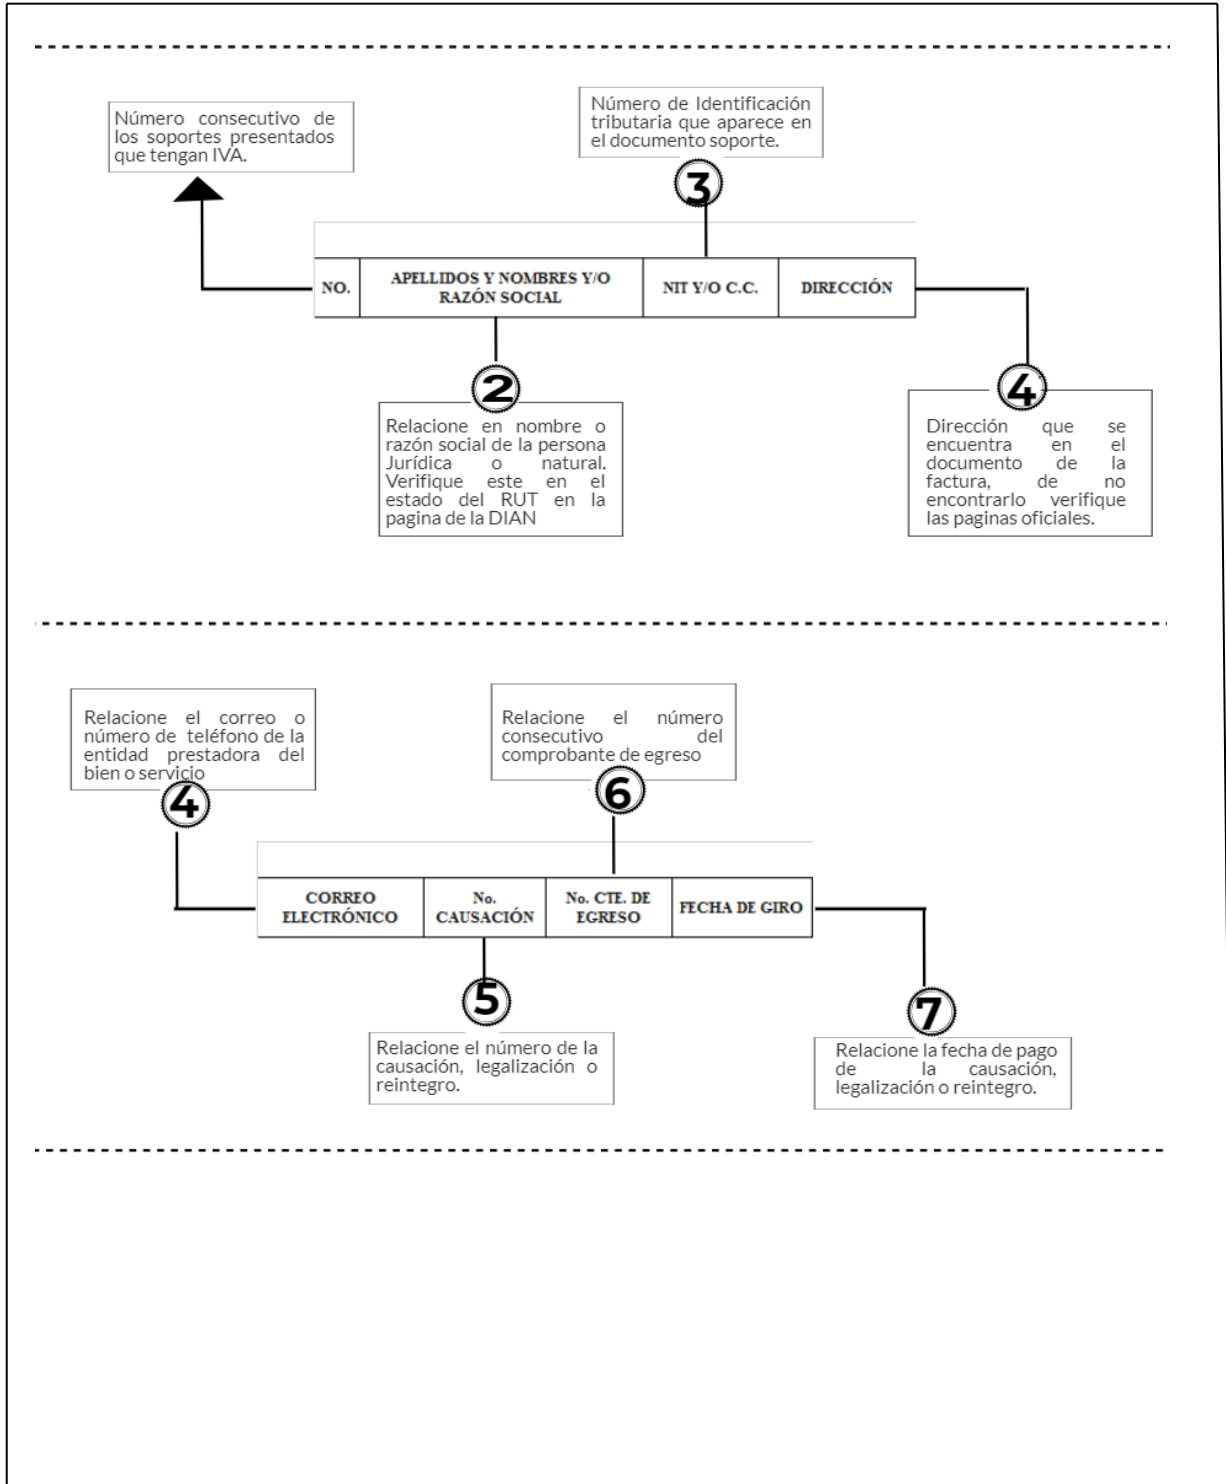 Número consecutivo de
los soportes presentados
que tengan IVA.
Número de Identificación
tributaria que aparece en
el documento soporte.
3
NO.
APELLIDOS Y NOMBRES Y/O
RAZÓN SOCIAL
NIT Y/O C.C.
DIRECCIÓN
2
Relacione en nombre o
razón social de la persona
Jurídica o natural.
Verifique este en el
estado del RUT en la
pagina de la DIAN
4
Dirección que se
encuentra en el
documento de la
factura, de no
encontrarlo verifique
las paginas oficiales.
Relacione el correo o
número de teléfono de la
entidad prestadora del
bien o servicio
4
Relacione el número
consecutivo del
comprobante de egreso
6
CORREO
ELECTRÓNICO
No.
CAUSACIÓN
No. CTE. DE
EGRESO
FECHA DE GIRO
5
Relacione el número de la
causación, legalización o
reintegro.
7
Relacione la fecha de pago
de la causación,
legalización o reintegro.